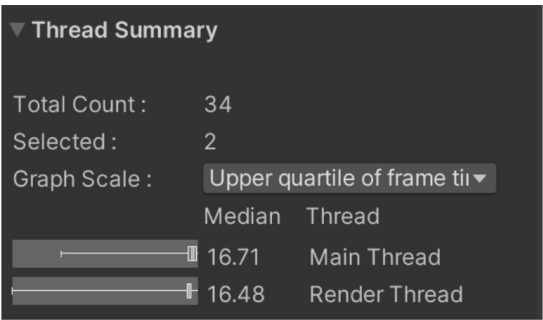 Thread Summary
Total Count : 34
Selected : 2
Graph Scale : Upper quartile of frame tii
Median Thread
16.71 Main Thread
16.48 Render Thread